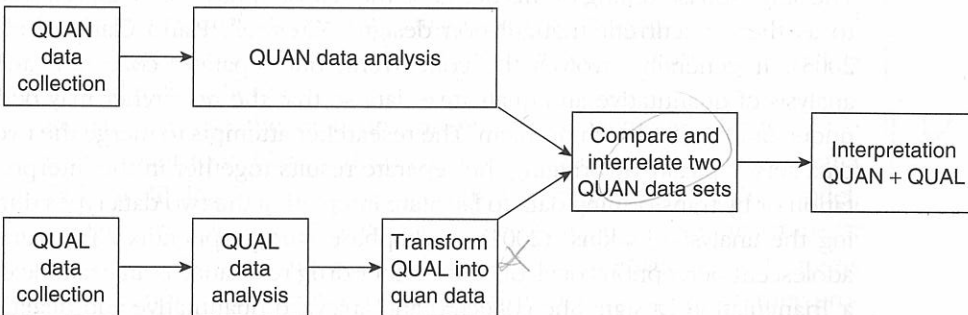 QUAN
data
collection
QUAN data analysis
Compare and
interrelate two
QUAN data sets
Interpretation
QUAN + QUAL
QUAL
data
collection
QUAL
data
analysis
Transform
QUAL into
quan data